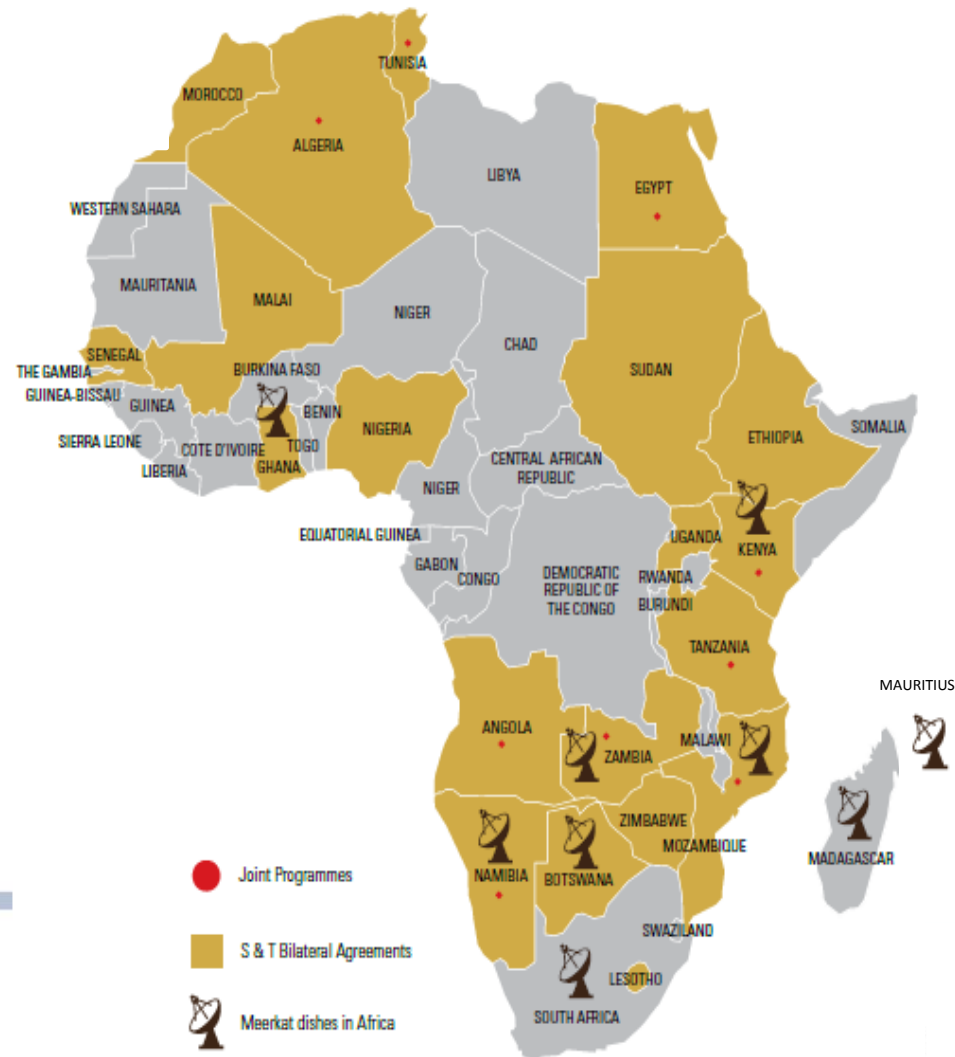 TUNISIA
MOROCCO
ALGERIA
LIBYA
EGYPT
WESTERN SAHARA
MAURITANIA
MALAI
NIGER
CHAD
SUDAN
SENEGAL
THE GAMBIA
BURKINA FASO
GUINEA-BISSAU
GUINEA
BENIN
NIGERIA
SOMALIA
ETHIOPIA
SIERRA LEONE
COTE D'IVOIRE
TOGO
LIBERIA
GHANA
CENTRAL AFRICAN
REPUBLIC
NIGER
EQUATORIAL GUINEA
UGANDA
KENYA
GABON
CONGO
DEMOCRATIC
REPUBLIC OF
THE CONGO
RWANDA
BURUNDI
TANZANIA
MAURITIUS
ANGOLA
ZAMBIA
MALAWI
ZIMBABWE
MOZAMBIQUE
MADAGASCAR
NAMIBIA
BOTSWANA
Joint Programmes
SWAZILAND
S & T Bilateral Agreements
LESOTHO
SOUTH AFRICA
Meerkat dishes in Africa